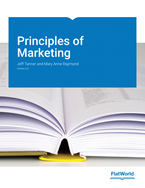 Principles of
Marketing
Jeff Tanner and Mary Anne Raymond
FlatWorld